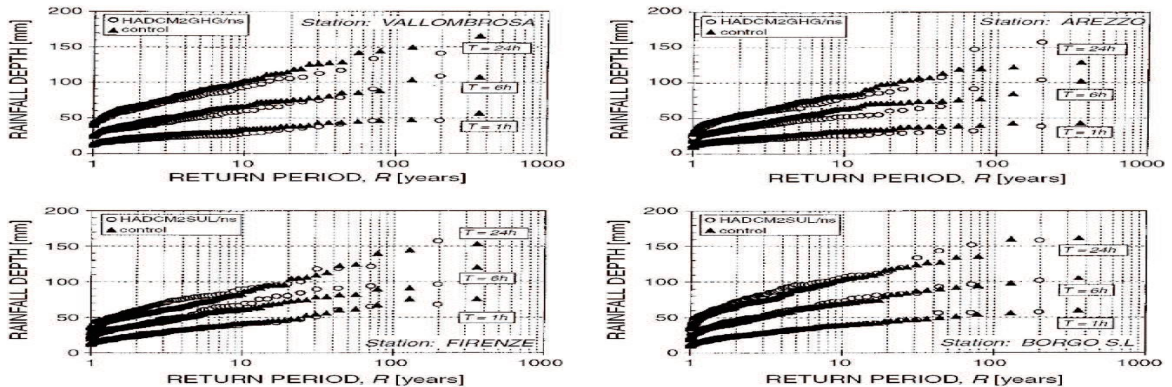 HADCM2GHG/ns
control
Station: VALLOMBROSA
T = 24h
T = 6h
T = 1h
RAINFALL DEPTH [mm]
200
150
100
50
0
1
10
100
1000
RETURN PERIOD, R [years]
HADCM2GHG/ns
control
Station: AREZZO
T = 24h
T = 6h
T = 1h
RAINFALL DEPTH [mm]
200
150
100
50
0
1
10
100
1000
RETURN PERIOD, R [years]
HADCM2SUL/ns
control
T = 24h
T = 6h
T = 1h
Station: FIRENZE
RAINFALL DEPTH [mm]
200
150
100
50
0
1
10
100
1000
RETURN PERIOD, R [years]
HADCM2SUL/ns
control
T = 24h
T = 6h
T = 1h
Station: BORGO S.L
RAINFALL DEPTH [mm]
200
150
100
50
0
1
10
100
1000
RETURN PERIOD, R [years]